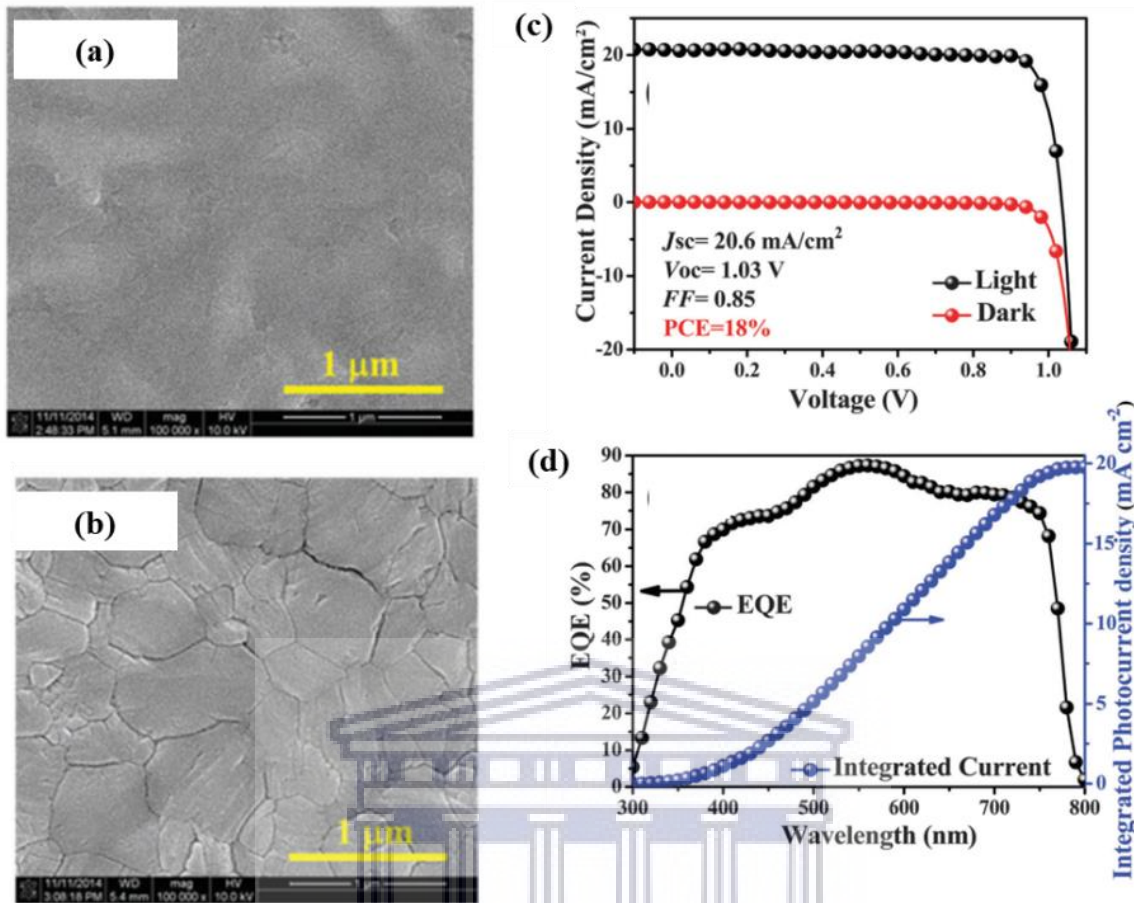 (a)
1 μm
11/11/2014 WD mag HV
2:48:33 PM 5.1 mm 100 000 x 10.0 kV 1 μm
(b)
1 μm
11/11/2014 WD mag HV
3:08:18 PM 5.4 mm 100 000 x 10.0 kV
(c)
Current Density (mA/cm²)
20
10
0
-10
-20
Jsc= 20.6 mA/cm²
Voc= 1.03 V
FF= 0.85
PCE=18%
Light
Dark
0.0 0.2 0.4 0.6 0.8 1.0
Voltage (V)
(d)
EQE (%)
90
80
70
60
50
40
30
20
10
0
EQE
Integrated Current
300 400 500 600 700 800
Wavelength (nm)
20
15
10
5
0
Integrated Photocurrent density (mA cm⁻²)